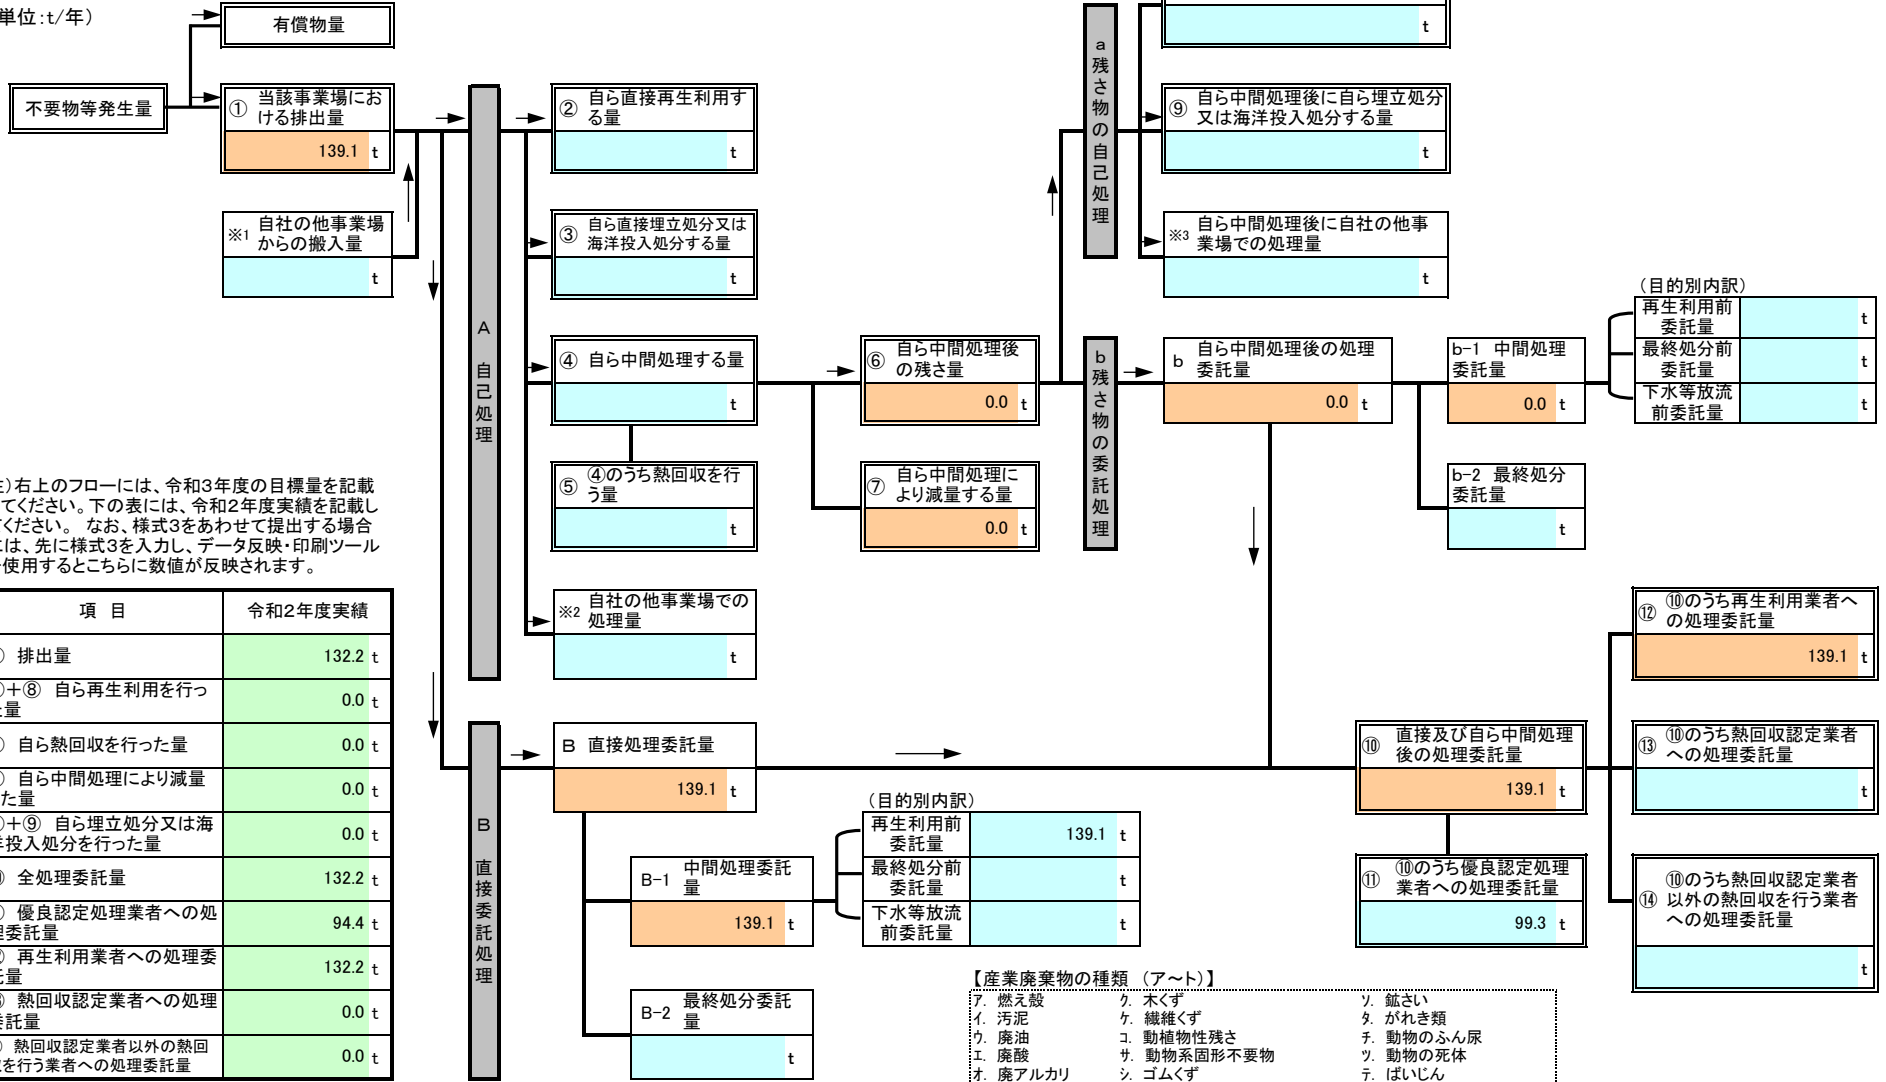 単位:t/年)
有償物量
不要物等発生量
① 当該事業場にお
ける排出量
139.1 t
※1 自社の他事業場
からの搬入量
t
A 自己処理
② 自ら直接再生利用す
る量
t
③ 自ら直接埋立処分又は
海洋投入処分する量
t
④ 自ら中間処理する量
t
⑤ ④のうち熱回収を行
う量
t
※2 自社の他事業場での
処理量
t
⑥ 自ら中間処理後
の残さ量
0.0 t
⑦ 自ら中間処理に
より減量する量
0.0 t
a 残さ物の自己処理
t
⑨ 自ら中間処理後に自ら埋立処分
又は海洋投入処分する量
t
※3 自ら中間処理後に自社の他事
業場での処理量
t
b 残さ物の委託処理
b 自ら中間処理後の処理
委託量
0.0 t
b-1 中間処理
委託量
0.0 t
b-2 最終処分
委託量
t
(目的別内訳)
再生利用前
委託量
t
最終処分前
委託量
t
下水等放流
前委託量
t
)右上のフローには、令和3年度の目標量を記載
てください。下の表には、令和2年度実績を記載し
ください。 なお、様式3をあわせて提出する場合
は、先に様式3を入力し、データ反映・印刷ツール
使用するとこちらに数値が反映されます。
項 目 令和2年度実績
) 排出量 132.2 t
)+⑧ 自ら再生利用を行っ
量 0.0 t
) 自ら熱回収を行った量 0.0 t
) 自ら中間処理により減量
た量 0.0 t
)+⑨ 自ら埋立処分又は海
投入処分を行った量 0.0 t
) 全処理委託量 132.2 t
) 優良認定処理業者への処
委託量 94.4 t
) 再生利用業者への処理委
量 132.2 t
) 熱回収認定業者への処理
託量 0.0 t
) 熱回収認定業者以外の熱回
を行う業者への処理委託量 0.0 t
B 直接委託処理
B 直接処理委託量
139.1 t
B-1 中間処理委託
量
139.1 t
B-2 最終処分委託
量
t
(目的別内訳)
再生利用前
委託量
139.1 t
最終処分前
委託量
t
下水等放流
前委託量
t
⑩ 直接及び自ら中間処理
後の処理委託量
139.1 t
⑪ ⑩のうち優良認定処理
業者への処理委託量
99.3 t
⑫ ⑩のうち再生利用業者へ
の処理委託量
139.1 t
⑬ ⑩のうち熱回収認定業者
への処理委託量
t
⑭ ⑩のうち熱回収認定業者
以外の熱回収を行う業者
への処理委託量
t
【産業廃棄物の種類 (ア~ト)】
ア. 燃え殻 ク. 木くず ソ. 鉱さい
イ. 汚泥 ケ. 繊維くず タ. がれき類
ウ. 廃油 コ. 動植物性残さ チ. 動物のふん尿
エ. 廃酸 サ. 動物系固形不要物 ツ. 動物の死体
オ. 廃アルカリ シ. ゴムくず テ. ばいじん